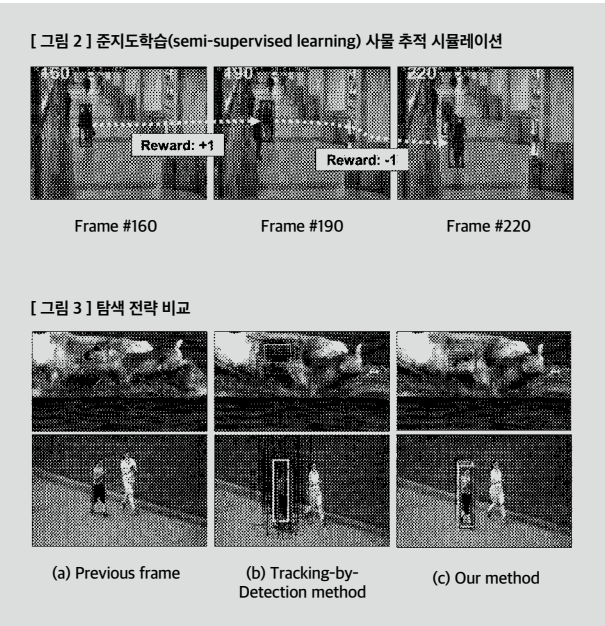 [ 그림 2 ] 준지도학습(semi-supervised learning) 사물 추적 시뮬레이션
160
190
220
Reward: +1
Reward: -1
Frame #160
Frame #190
Frame #220
[ 그림 3 ] 탐색 전략 비교
(a) Previous frame
(b) Tracking-by-
Detection method
(c) Our method